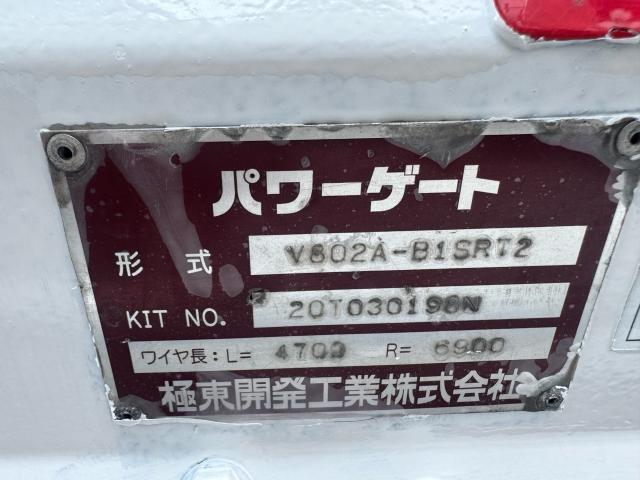 パワーゲート
形式 V802A-B1SRT2
KIT NO. 20T030198N
ワイヤ長：L= 4700 R= 6900
極東開発工業株式会社